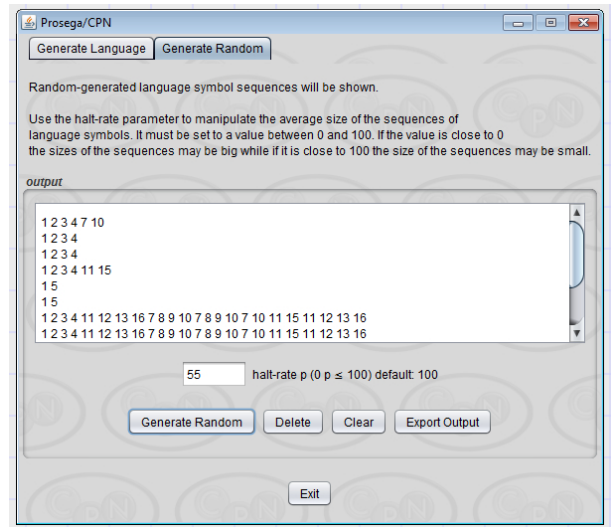 Prosega/CPN
Generate Language Generate Random
Random-generated language symbol sequences will be shown.
Use the halt-rate parameter to manipulate the average size of the sequences of
language symbols. It must be set to a value between 0 and 100. If the value is close to 0
the sizes of the sequences may be big while if it is close to 100 the size of the sequences may be small.
output
1 2 3 4 7 10
1 2 3 4
1 2 3 4
1 2 3 4 11 15
1 5
1 5
1 2 3 4 11 12 13 16 7 8 9 10 7 8 9 10 7 10 11 15 11 12 13 16
1 2 3 4 11 12 13 16 7 8 9 10 7 8 9 10 7 10 11 15 11 12 13 16
55 halt-rate p (0 p ≤ 100) default: 100
Generate Random Delete Clear Export Output
Exit